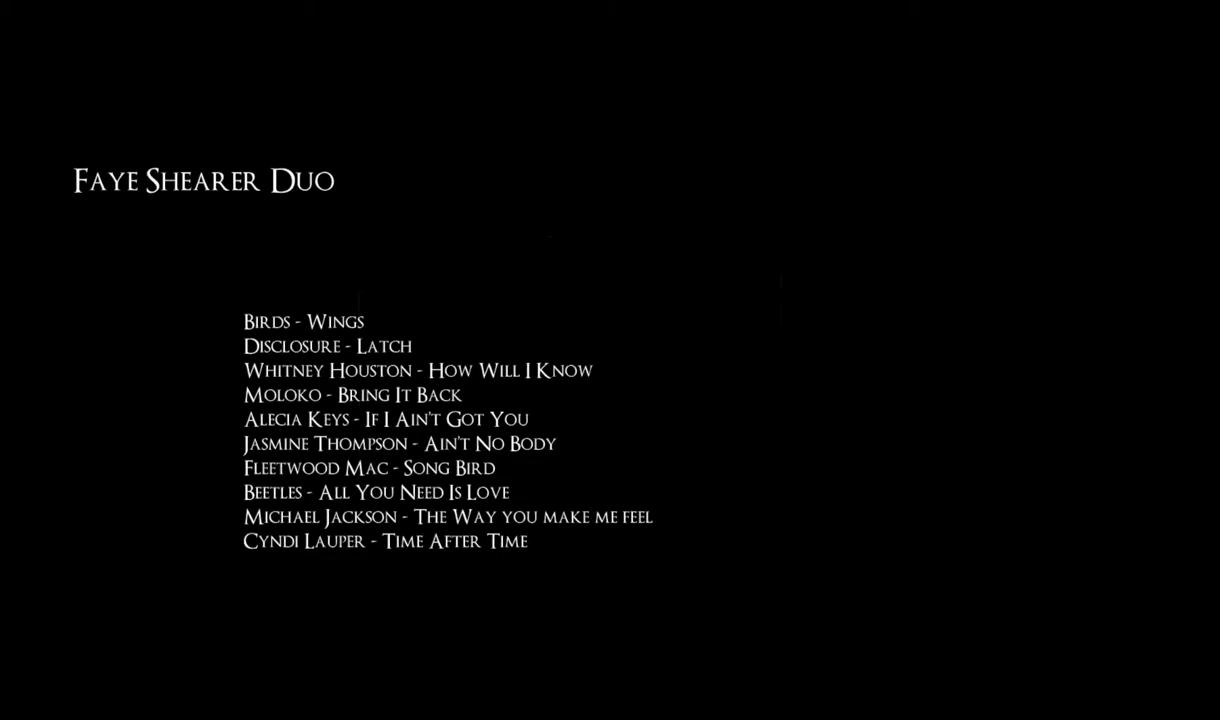 Faye Shearer Duo
Birds - Wings
Disclosure - Latch
Whitney Houston - How Will I Know
Moloko - Bring It Back
Alecia Keys - If I Ain't Got You
Jasmine Thompson - Ain't No Body
Fleetwood Mac - Song Bird
Beetles - All You Need Is Love
Michael Jackson - The Way you make me feel
Cyndi Lauper - Time After Time